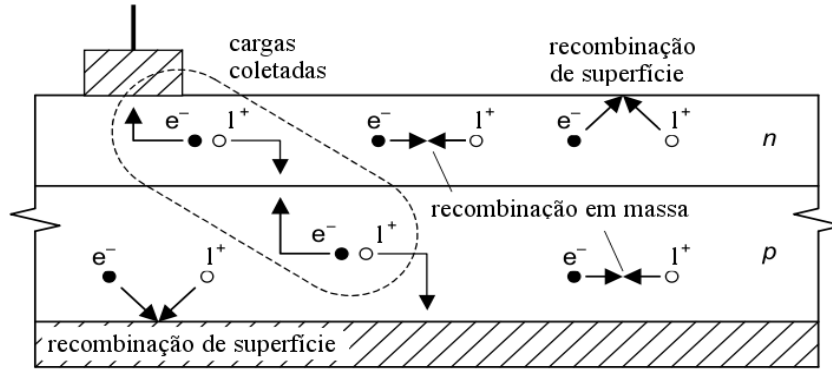 cargas
coletadas
recombinação
de superfície
e⁻ l⁺
e⁻ l⁺
e⁻ l⁺
n
recombinação em massa
e⁻ l⁺
e⁻ l⁺
e⁻ l⁺
p
recombinação de superfície